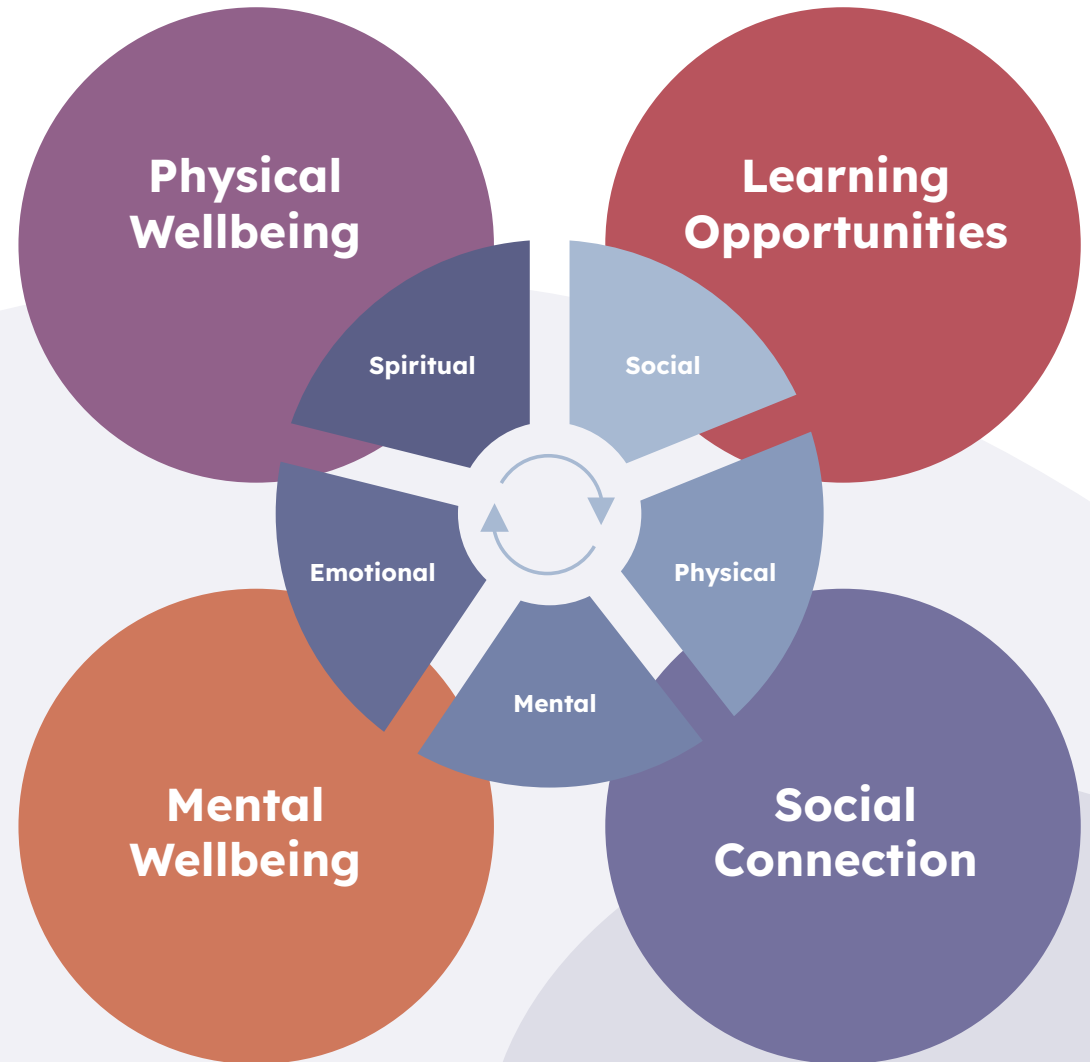 Physical
Wellbeing
Learning
Opportunities
Spiritual
Social
Emotional
Physical
Mental
Mental
Wellbeing
Social
Connection